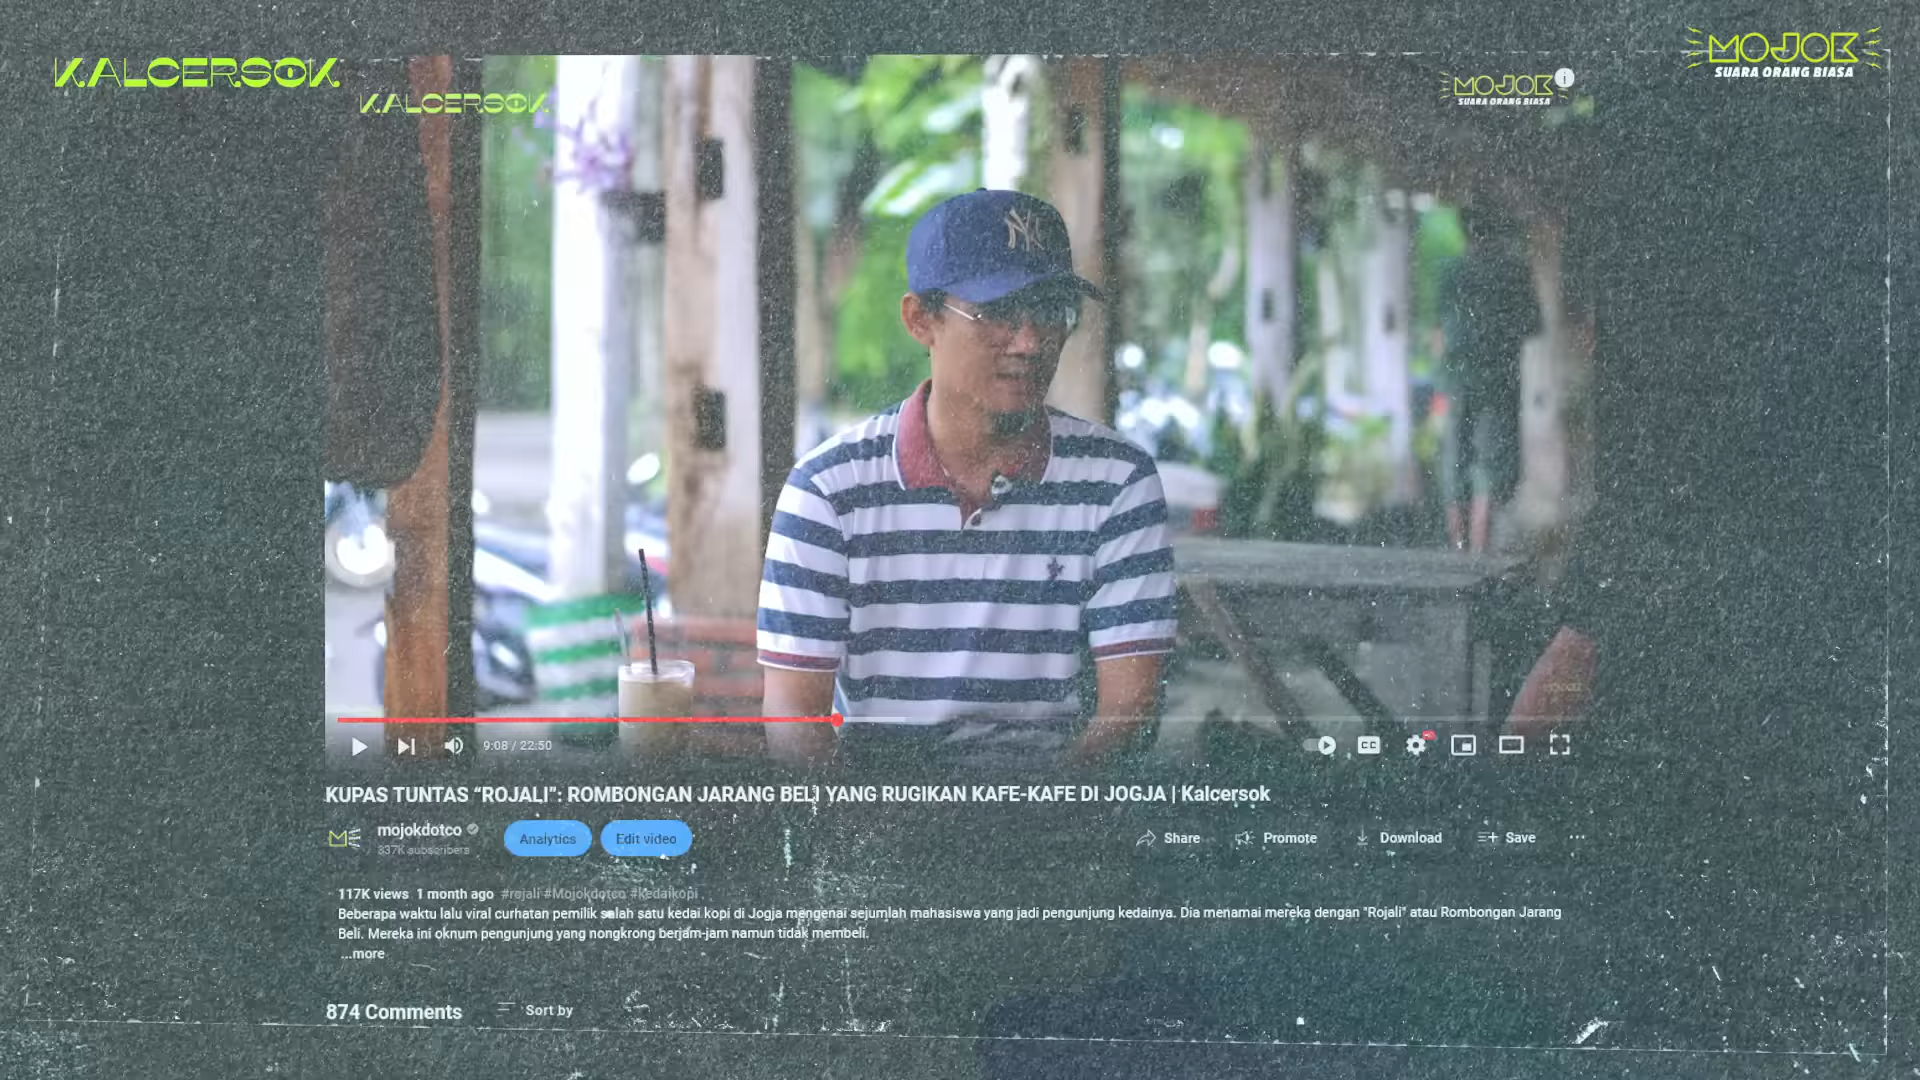 KALCERSOK
MOJOK
SUARA ORANG BIASA
KALCERSOK
MOJOK
SUARA ORANG BIASA
NY
9:08 / 22:50
CC
KUPAS TUNTAS “ROJALI”: ROMBONGAN JARANG BELI YANG RUGIKAN KAFE-KAFE DI JOGJA | Kalcersok
mojokdotco
337K subscribers
Analytics
Edit video
Share
Promote
Download
Save
117K views 1 month ago #rojali #Mojokdotco #kedaikopi
Beberapa waktu lalu viral curhatan pemilik salah satu kedai kopi di Jogja mengenai sejumlah mahasiswa yang jadi pengunjung kedainya. Dia menamai mereka dengan "Rojali" atau Rombongan Jarang
Beli. Mereka ini oknum pengunjung yang nongkrong berjam-jam namun tidak membeli.
...more
874 Comments
Sort by